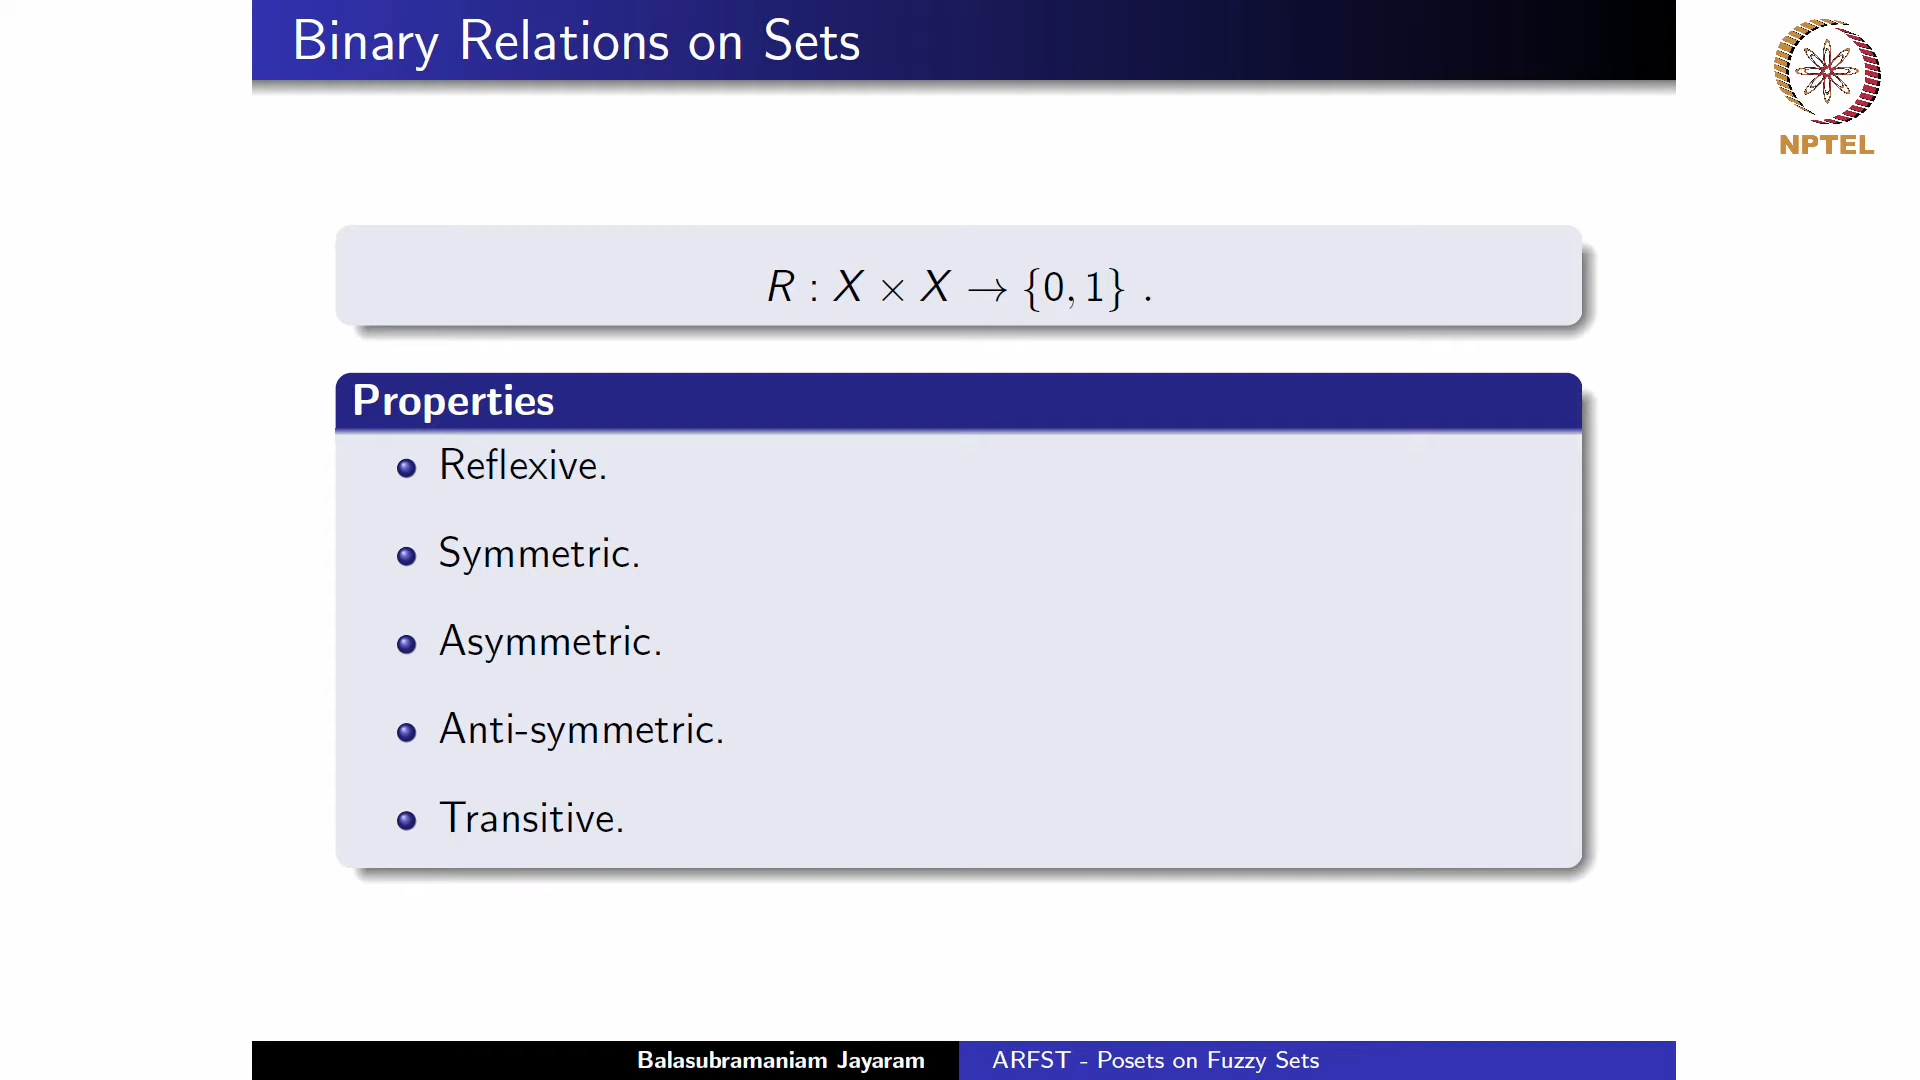 Binary Relations on Sets
NPTEL
R : X × X → {0, 1} .
Properties
Reflexive.
Symmetric.
Asymmetric.
Anti-symmetric.
Transitive.
Balasubramaniam Jayaram
ARFST - Posets on Fuzzy Sets